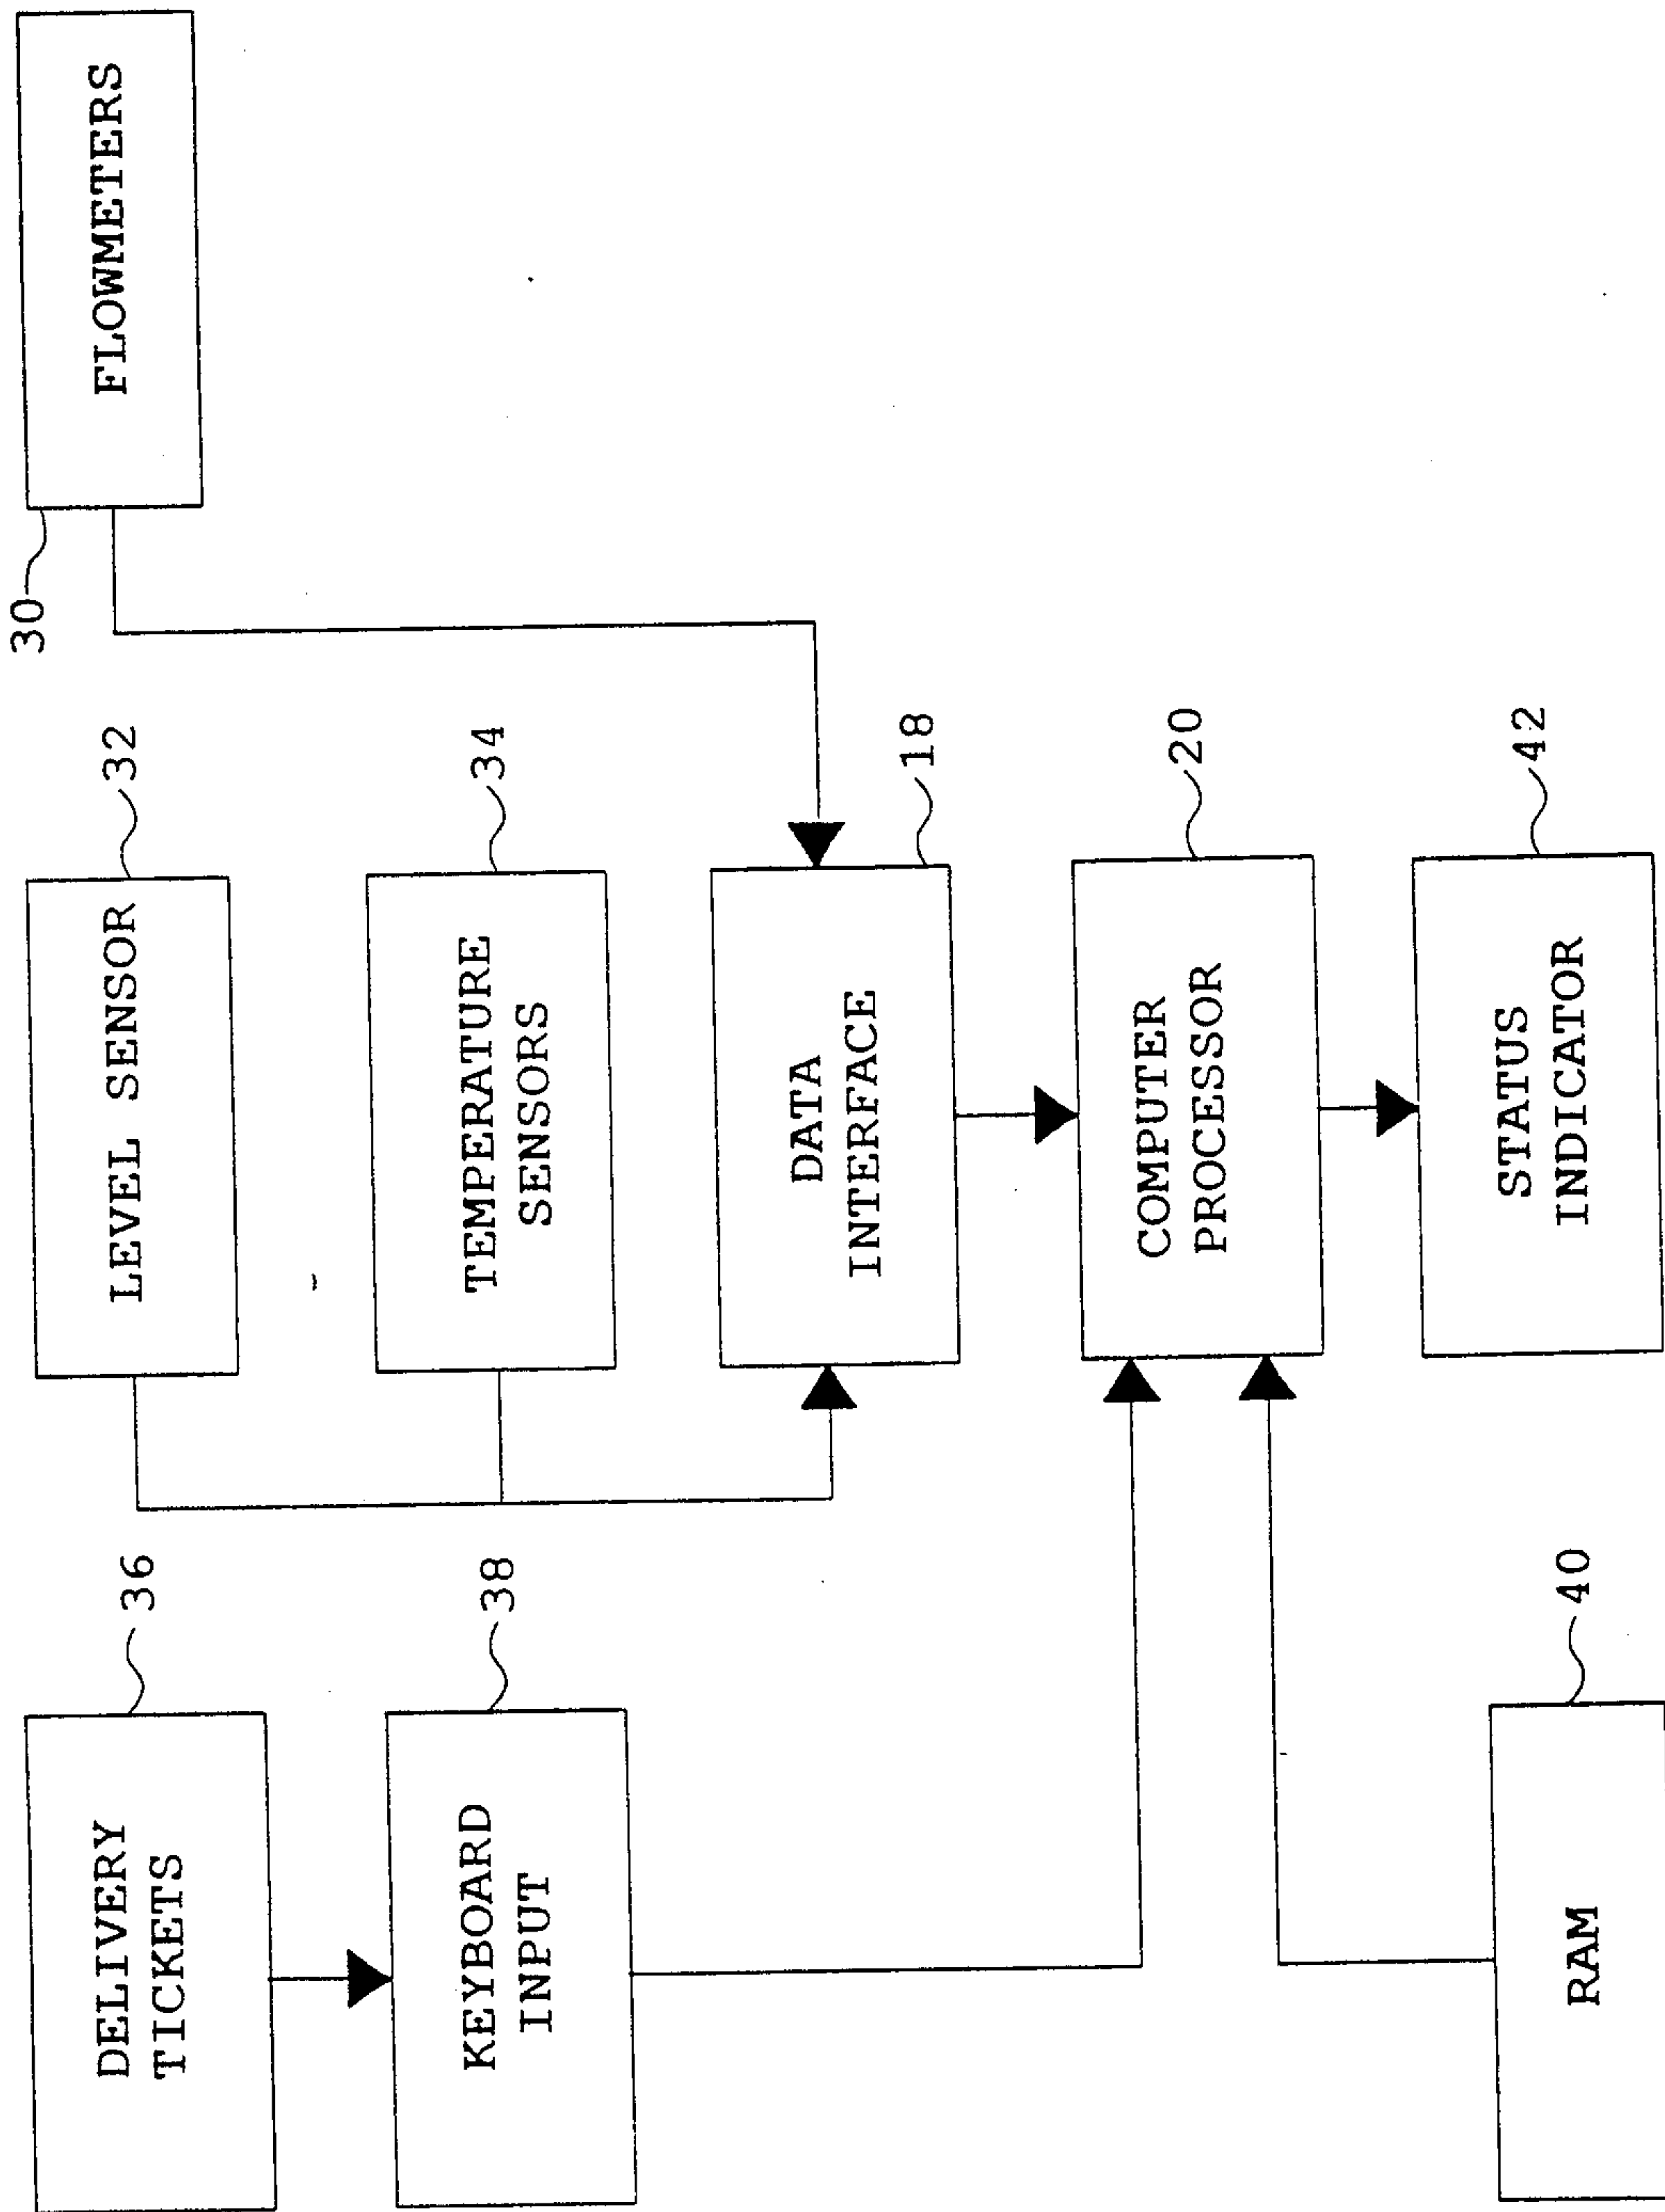 DELIVERY
TICKETS
36
LEVEL SENSOR
32
FLOWMETERS
30
KEYBOARD
INPUT
38
TEMPERATURE
SENSORS
34
DATA
INTERFACE
18
COMPUTER
PROCESSOR
20
RAM
40
STATUS
INDICATOR
42